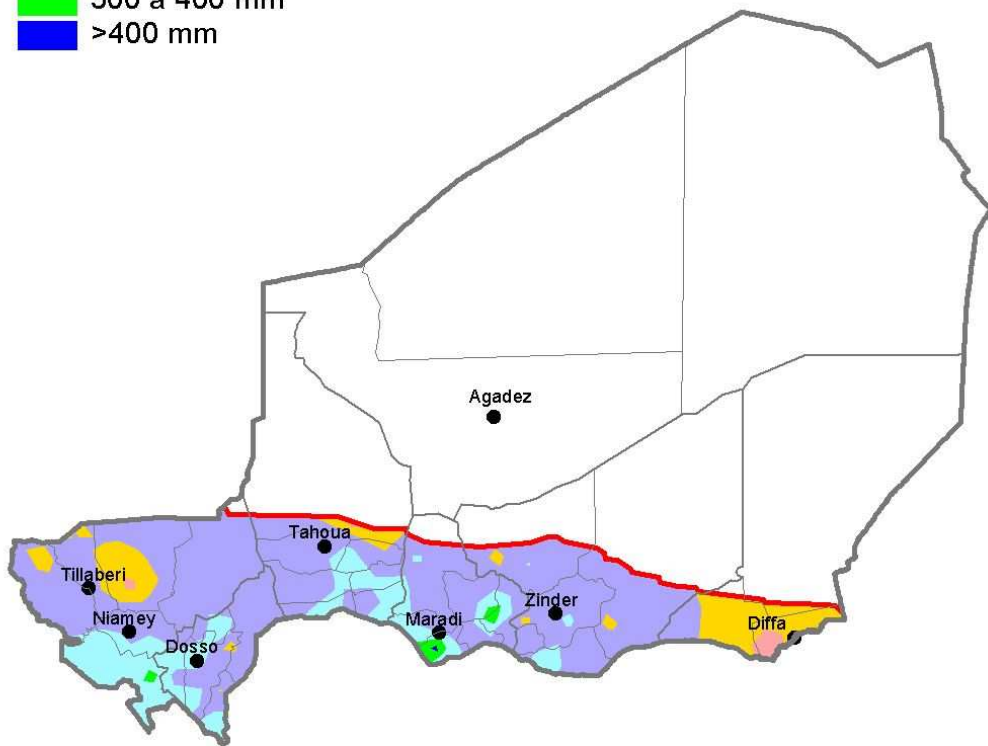 300 à 400 mm
>400 mm
Agadez
Tahoua
Tillaberi
Zinder
Niamey
Maradi
Diffa
Dosso